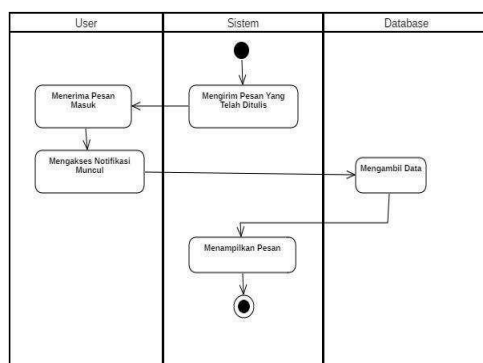 User
Sistem
Database
Mengirim Pesan Yang
Telah Ditulis
Menerima Pesan
Masuk
Mengakses Notifikasi
Muncul
Mengambil Data
Menampilkan Pesan